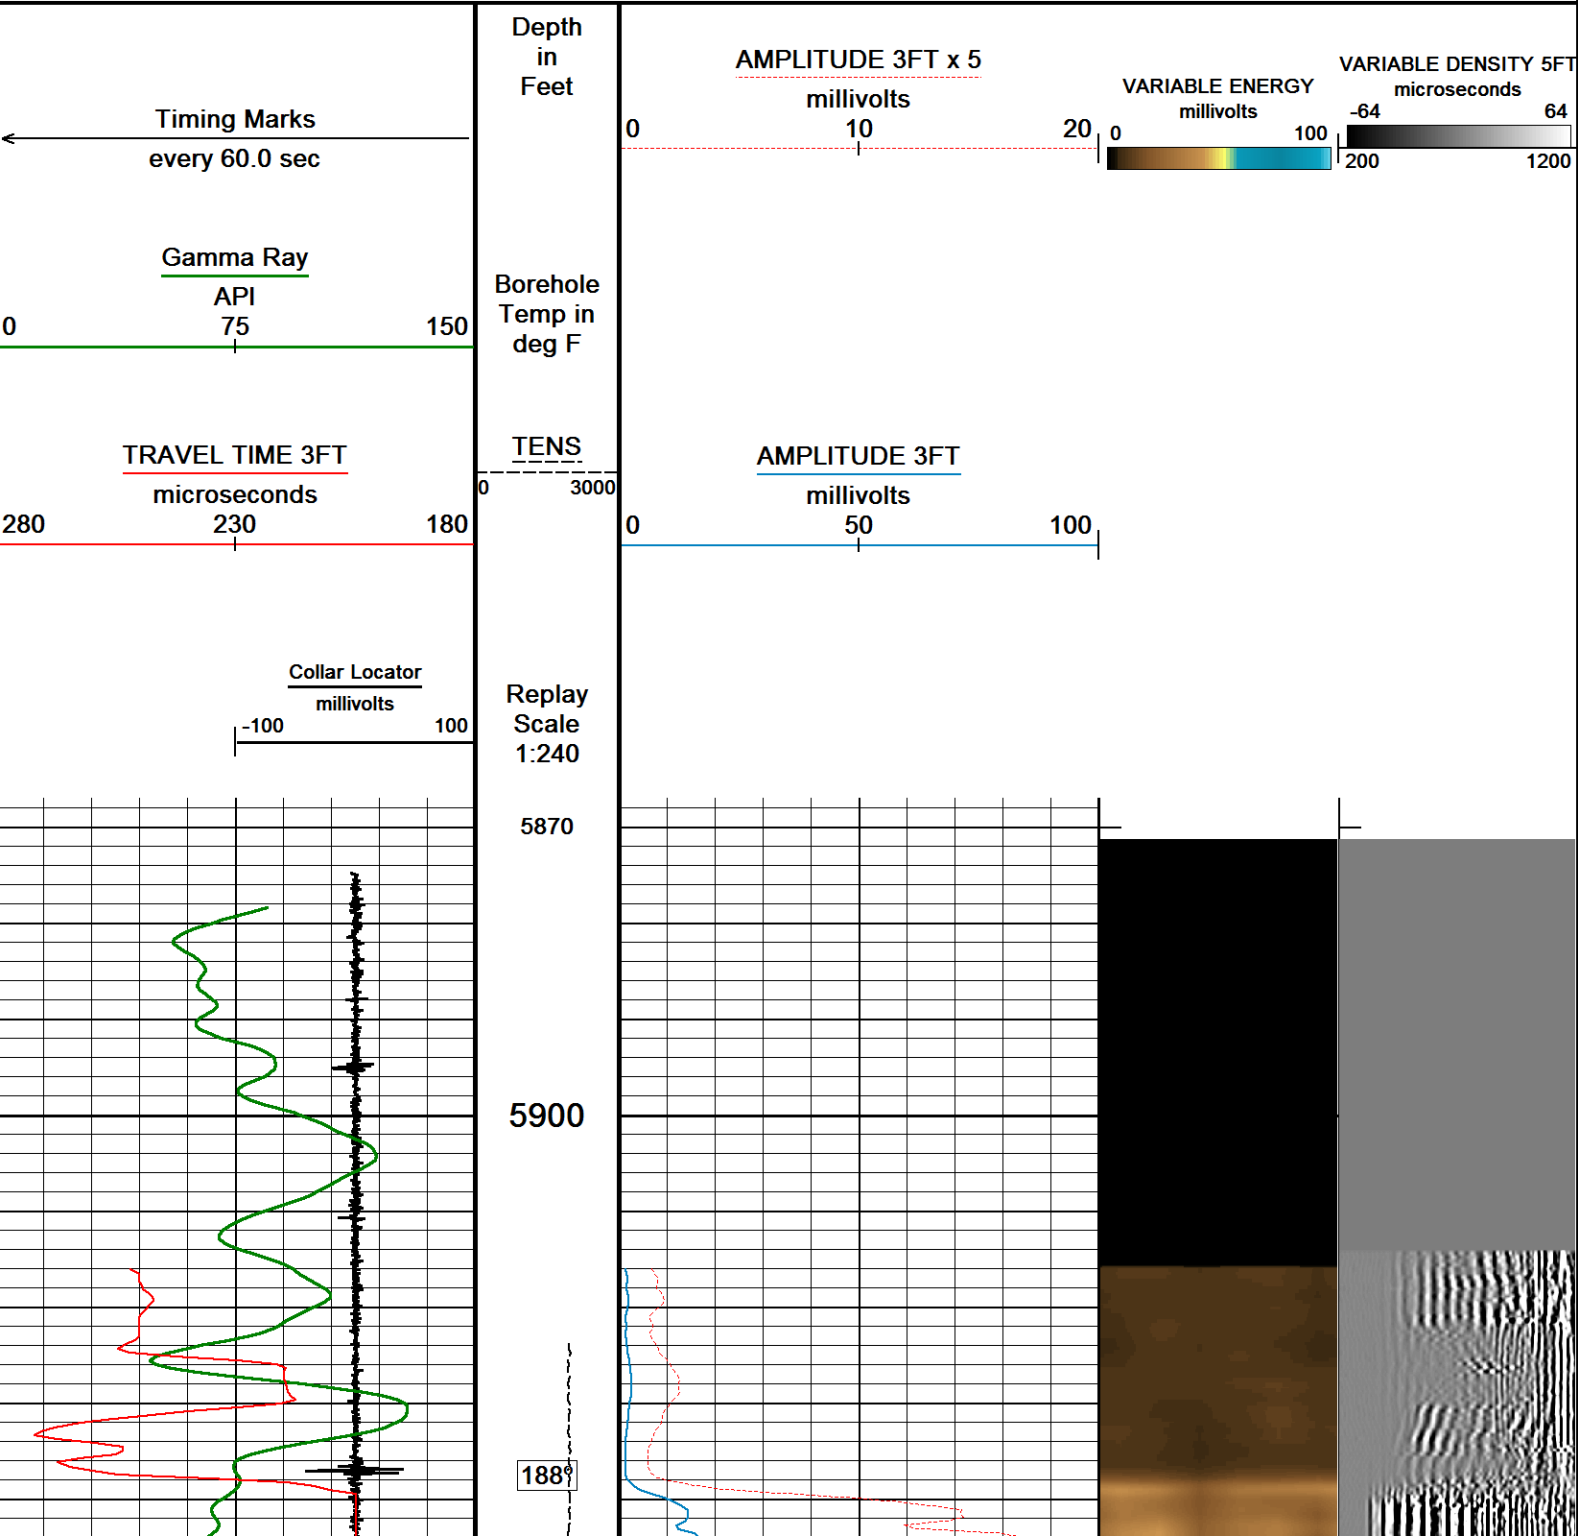 Timing Marks
every 60.0 sec
Gamma Ray
API
0 75 150
TRAVEL TIME 3FT
microseconds
280 230 180
Collar Locator
millivolts
-100 100
Depth
in
Feet
Borehole
Temp in
deg F
TENS
0 3000
Replay
Scale
1:240
5870
5900
188°
AMPLITUDE 3FT x 5
millivolts
0 10 20
AMPLITUDE 3FT
millivolts
0 50 100
VARIABLE ENERGY
millivolts
0 100
VARIABLE DENSITY 5FT
microseconds
-64 64
200 1200